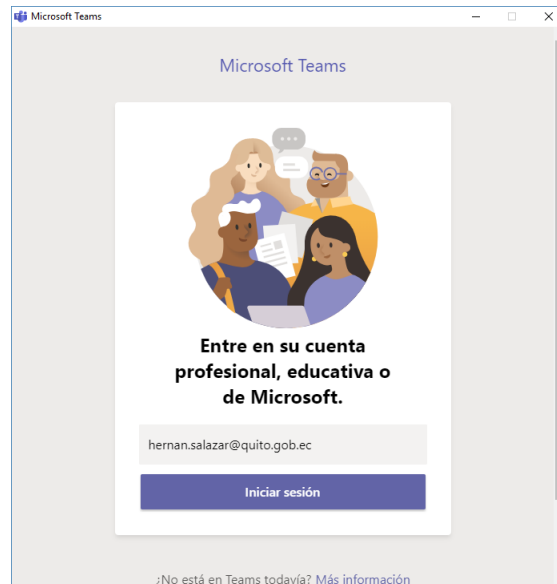 Microsoft Teams
Microsoft Teams
Entre en su cuenta
profesional, educativa o
de Microsoft.
hernan.salazar@quito.gob.ec
Iniciar sesión
¿No está en Teams todavía? Más información